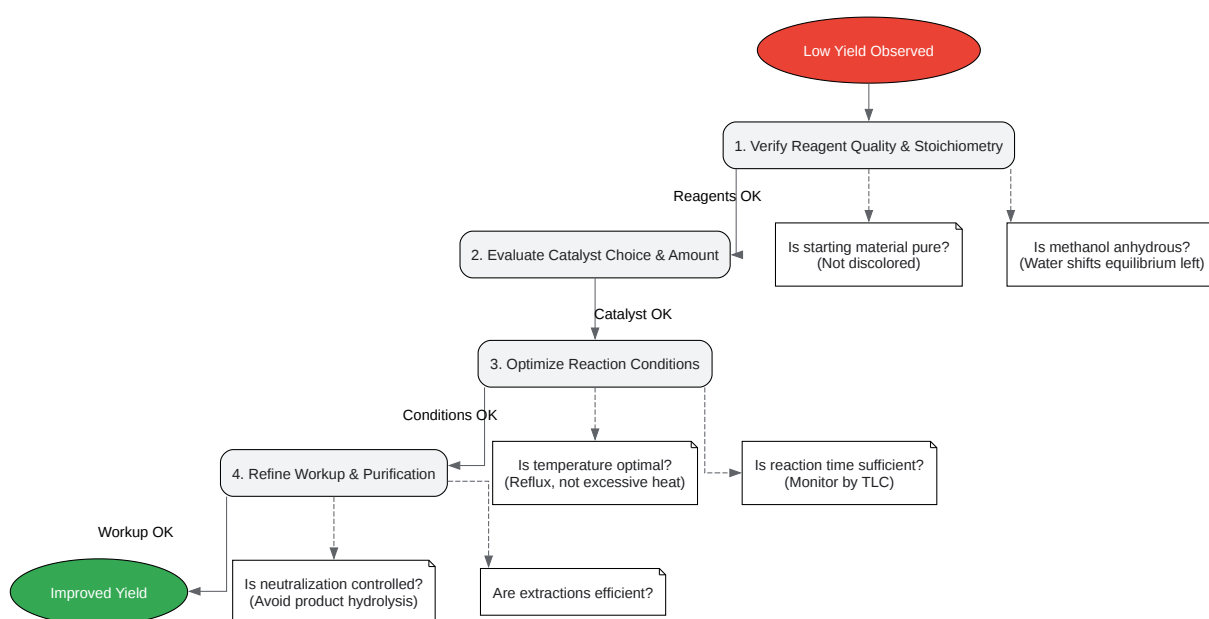 Low Yield Observed
1. Verify Reagent Quality & Stoichiometry
Reagents OK
Is starting material pure?
(Not discolored)
Is methanol anhydrous?
(Water shifts equilibrium left)
2. Evaluate Catalyst Choice & Amount
Catalyst OK
3. Optimize Reaction Conditions
Conditions OK
Is temperature optimal?
(Reflux, not excessive heat)
Is reaction time sufficient?
(Monitor by TLC)
4. Refine Workup & Purification
Workup OK
Is neutralization controlled?
(Avoid product hydrolysis)
Are extractions efficient?
Improved Yield